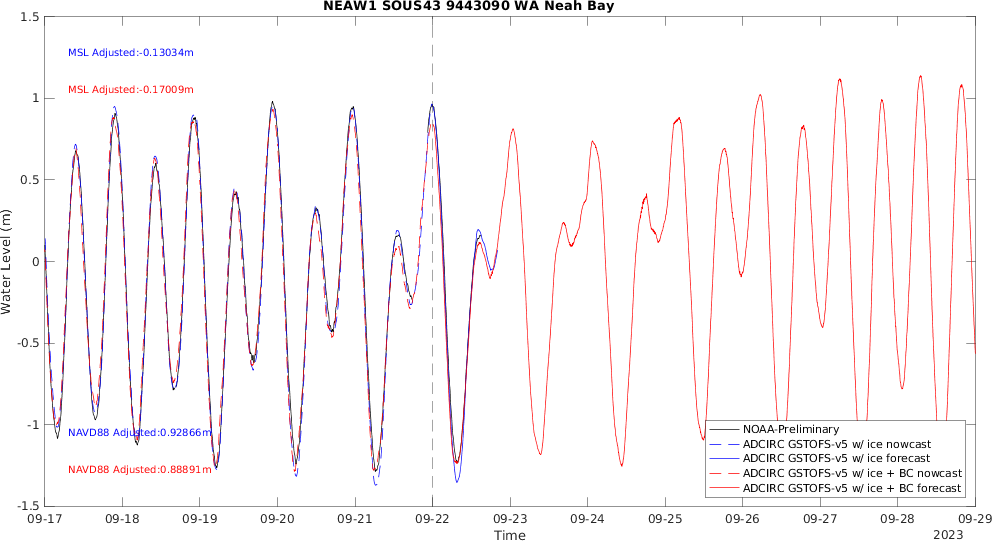 NEAW1 SOUS43 9443090 WA Neah Bay
MSL Adjusted:-0.13034m
MSL Adjusted:-0.17009m
NAVD88 Adjusted:0.92866m
NAVD88 Adjusted:0.88891m
Water Level (m)
1.5
1
0.5
0
-0.5
-1
-1.5
NOAA-Preliminary
ADCIRC GSTOFS-v5 w/ ice nowcast
ADCIRC GSTOFS-v5 w/ ice forecast
ADCIRC GSTOFS-v5 w/ ice + BC nowcast
ADCIRC GSTOFS-v5 w/ ice + BC forecast
09-17 09-18 09-19 09-20 09-21 09-22 09-23 09-24 09-25 09-26 09-27 09-28 09-29
Time
2023